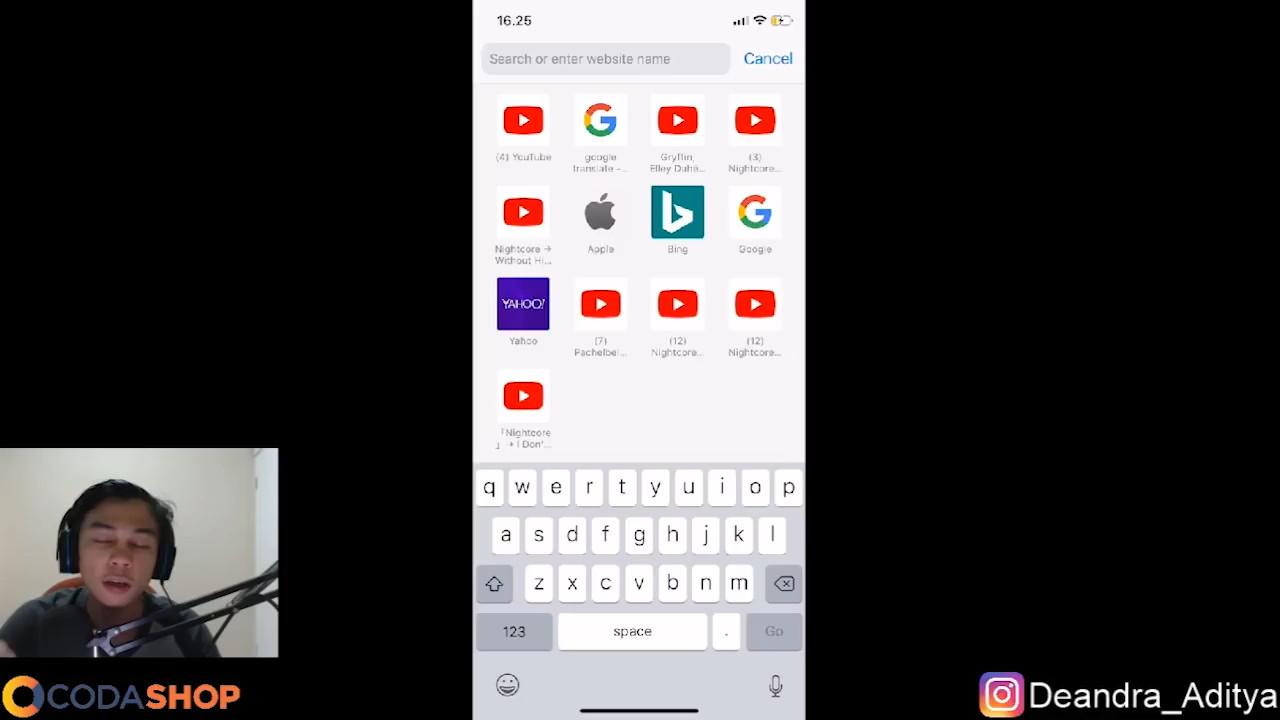 16.25
Search or enter website name
Cancel
(4) YouTube
google translate -...
Gryffin, Elley Duhé...
(3) Nightcore...
Nightcore → Without Hi...
Apple
Bing
Google
YAHOO!
Yahoo
(7) Pachelbel...
(12) Nightcore...
(12) Nightcore...
「Nightcore」→ I Don'...
q w e r t y u i o p
a s d f g h j k l
z x c v b n m
123
space
.
Go
CODASHOP
Deandra_Aditya